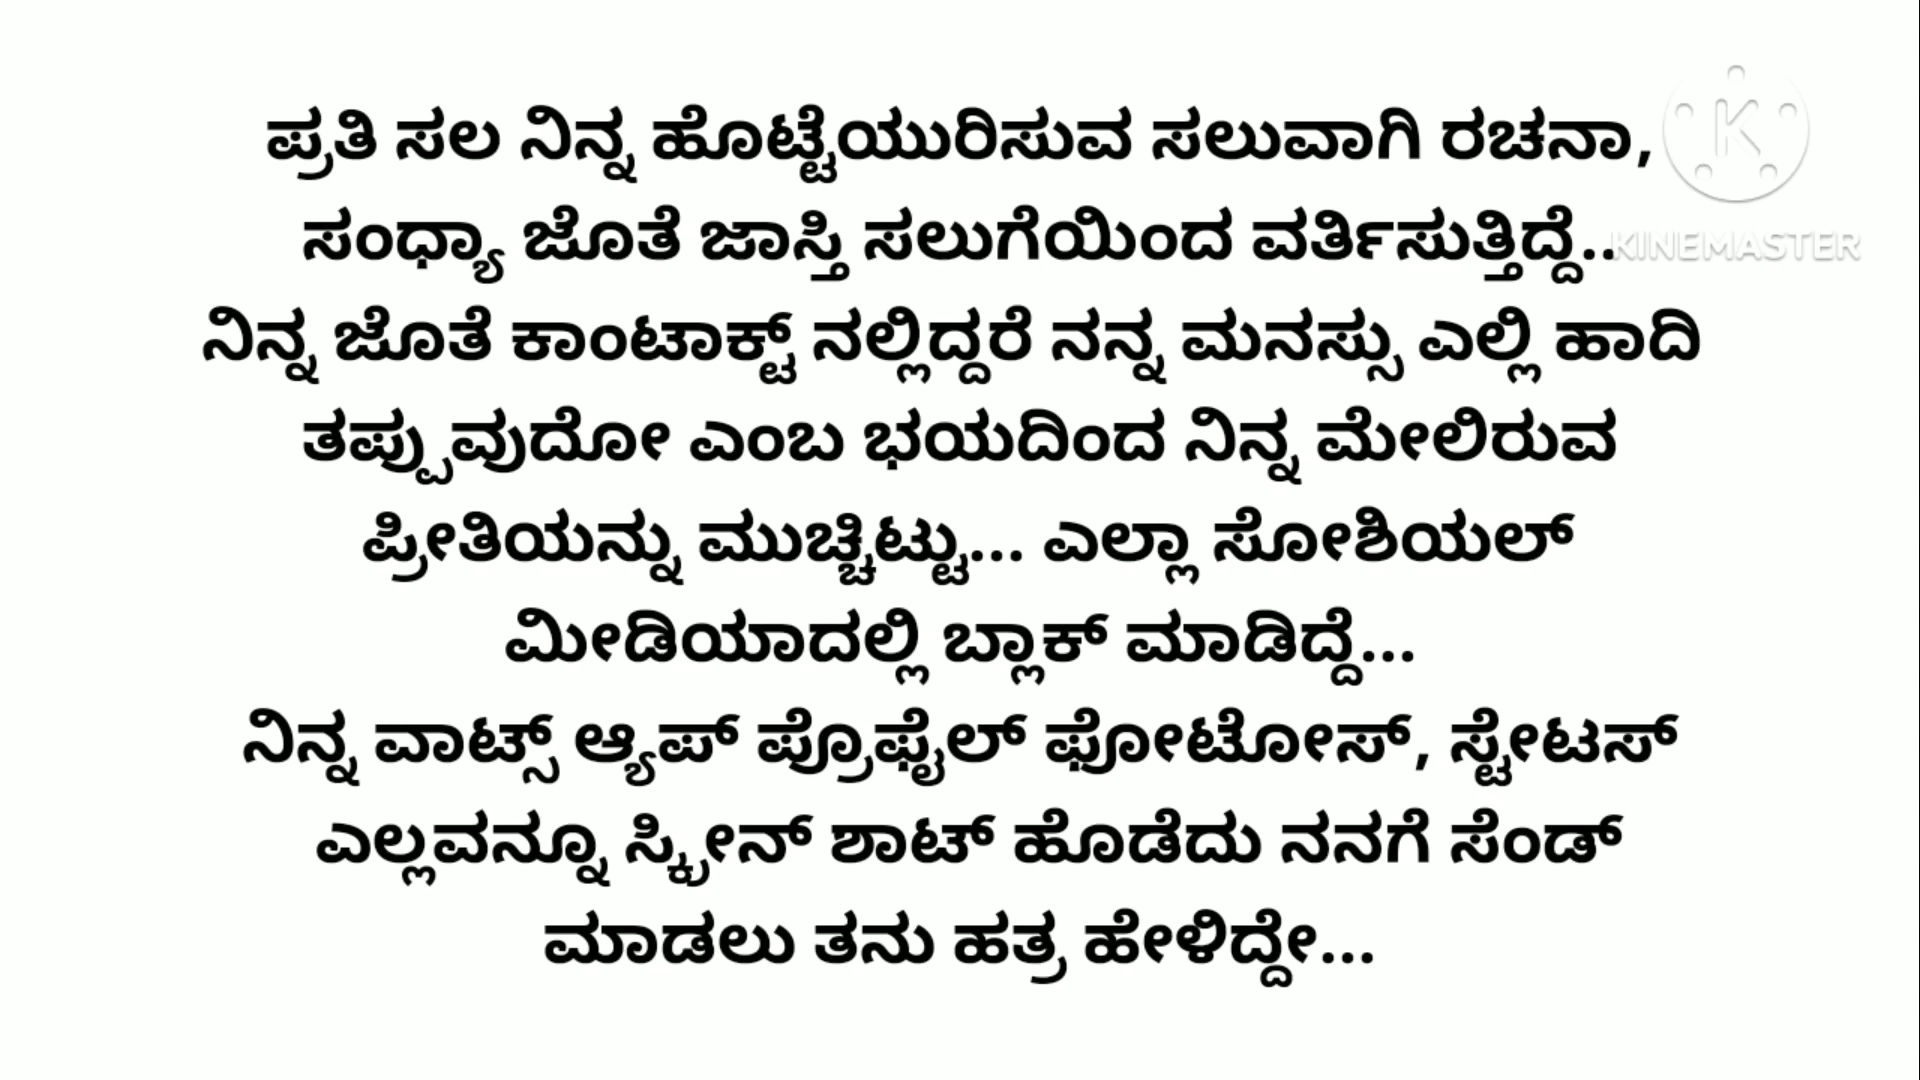 ಪ್ರತಿ ಸಲ ನಿನ್ನ ಹೊಟ್ಟೆಯುರಿಸುವ ಸಲುವಾಗಿ ರಚನಾ,
ಸಂಧ್ಯಾ ಜೊತೆ ಜಾಸ್ತಿ ಸಲುಗೆಯಿಂದ ವರ್ತಿಸುತ್ತಿದ್ದೆ..
ನಿನ್ನ ಜೊತೆ ಕಾಂಟಾಕ್ಟ್ ನಲ್ಲಿದ್ದರೆ ನನ್ನ ಮನಸ್ಸು ಎಲ್ಲಿ ಹಾದಿ
ತಪ್ಪುವುದೋ ಎಂಬ ಭಯದಿಂದ ನಿನ್ನ ಮೇಲಿರುವ
ಪ್ರೀತಿಯನ್ನು ಮುಚ್ಚಿಟ್ಟು... ಎಲ್ಲಾ ಸೋಶಿಯಲ್
ಮೀಡಿಯಾದಲ್ಲಿ ಬ್ಲಾಕ್ ಮಾಡಿದ್ದೆ...
ನಿನ್ನ ವಾಟ್ಸ್ ಆ್ಯಪ್ ಪ್ರೊಫೈಲ್ ಫೋಟೋಸ್, ಸ್ಟೇಟಸ್
ಎಲ್ಲವನ್ನೂ ಸ್ಕ್ರೀನ್ ಶಾಟ್ ಹೊಡೆದು ನನಗೆ ಸೆಂಡ್
ಮಾಡಲು ತನು ಹತ್ರ ಹೇಳಿದ್ದೇ...
K
KINEMASTER